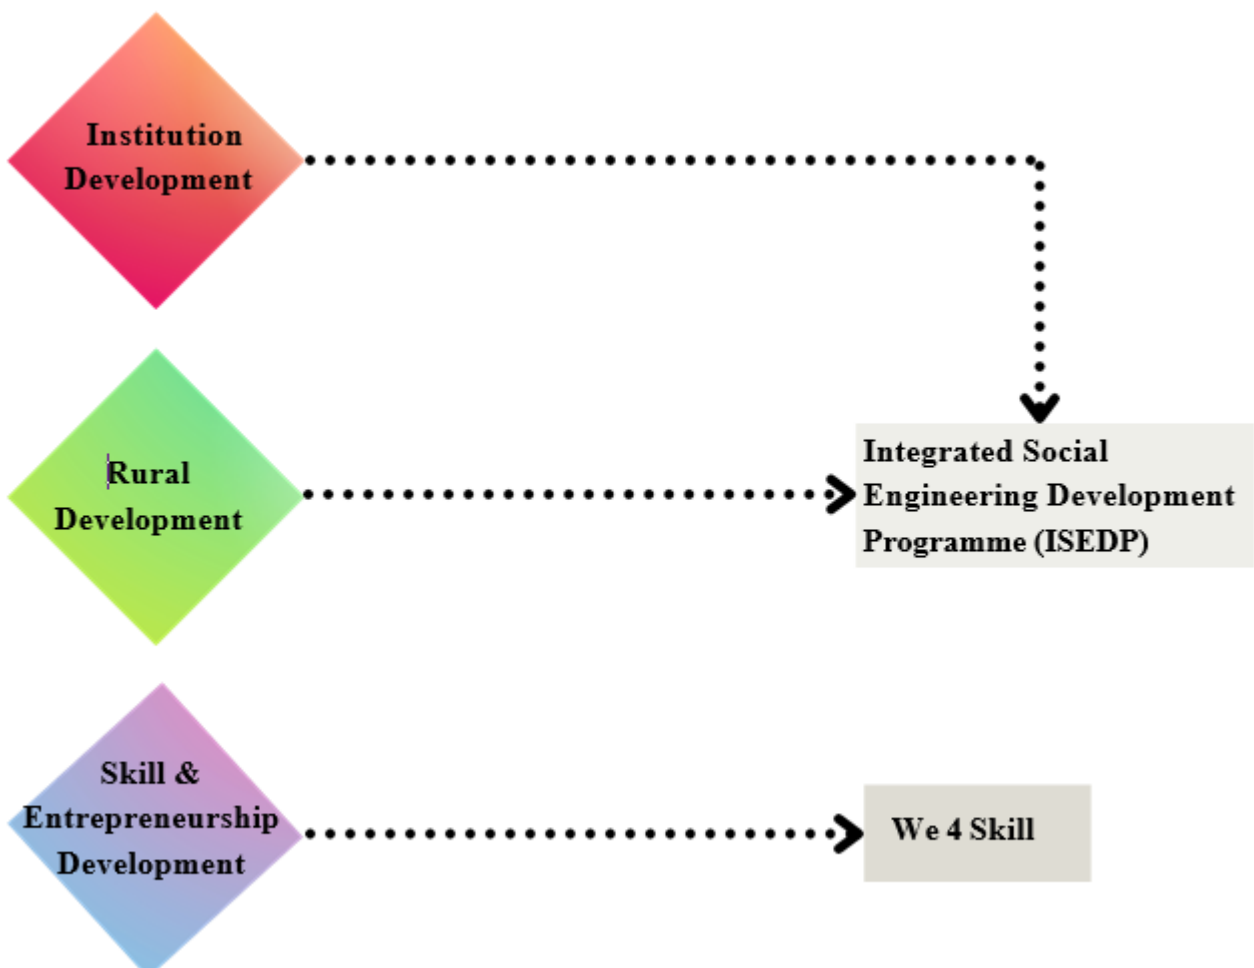 Institution
Development
Rural
Development
Integrated Social
Engineering Development
Programme (ISEDP)
Skill &
Entrepreneurship
Development
We 4 Skill